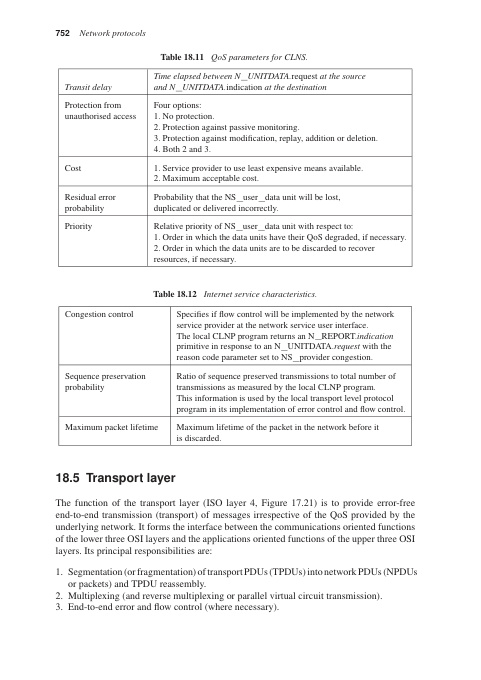 752 Network protocols
Table 18.11 QoS parameters for CLNS.
Transit delay
Time elapsed between N_UNITDATA.request at the source
and N_UNITDATA.indication at the destination
Protection from
unauthorised access
Four options:
1. No protection.
2. Protection against passive monitoring.
3. Protection against modification, replay, addition or deletion.
4. Both 2 and 3.
Cost
1. Service provider to use least expensive means available.
2. Maximum acceptable cost.
Residual error
probability
Probability that the NS_user_data unit will be lost,
duplicated or delivered incorrectly.
Priority
Relative priority of NS_user_data unit with respect to:
1. Order in which the data units have their QoS degraded, if necessary.
2. Order in which the data units are to be discarded to recover
resources, if necessary.
Table 18.12 Internet service characteristics.
Congestion control
Specifies if flow control will be implemented by the network
service provider at the network service user interface.
The local CLNP program returns an N_REPORT.indication
primitive in response to an N_UNITDATA.request with the
reason code parameter set to NS_provider congestion.
Sequence preservation
probability
Ratio of sequence preserved transmissions to total number of
transmissions as measured by the local CLNP program.
This information is used by the local transport level protocol
program in its implementation of error control and flow control.
Maximum packet lifetime
Maximum lifetime of the packet in the network before it
is discarded.
18.5 Transport layer
The function of the transport layer (ISO layer 4, Figure 17.21) is to provide error-free
end-to-end transmission (transport) of messages irrespective of the QoS provided by the
underlying network. It forms the interface between the communications oriented functions
of the lower three OSI layers and the applications oriented functions of the upper three OSI
layers. Its principal responsibilities are:
1. Segmentation (or fragmentation) of transport PDUs (TPDUs) into network PDUs (NPDUs
or packets) and TPDU reassembly.
2. Multiplexing (and reverse multiplexing or parallel virtual circuit transmission).
3. End-to-end error and flow control (where necessary).